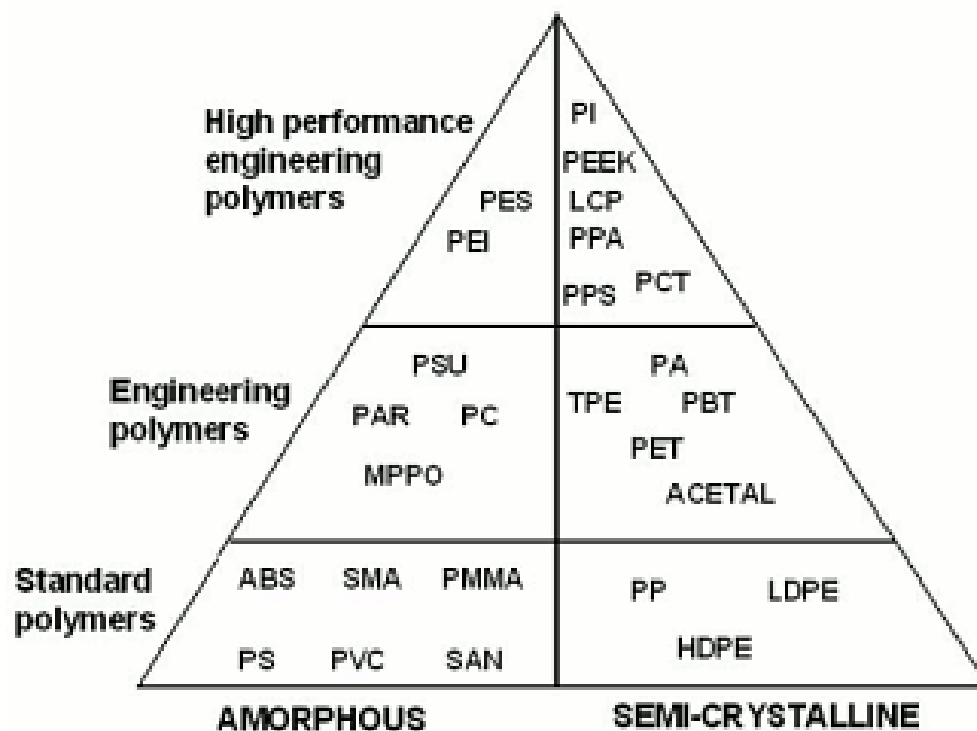 High performance
engineering
polymers
PI
PEEK
PES
LCP
PEI
PPA
PPS
PCT
Engineering
polymers
PSU
PA
PAR
PC
TPE
PBT
MPPO
PET
ACETAL
Standard
polymers
ABS
SMA
PMMA
PP
LDPE
PS
PVC
SAN
HDPE
AMORPHOUS
SEMI-CRYSTALLINE